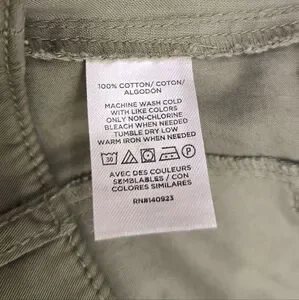 100% COTTON/ COTON/
ALGODÓN
MACHINE WASH COLD
WITH LIKE COLORS
ONLY NON-CHLORINE
BLEACH WHEN NEEDED
TUMBLE DRY LOW
WARM IRON WHEN NEEDED
30 P
AVEC DES COULEURS
SEMBLABLES / CON
COLORES SIMILARES
RN#140923